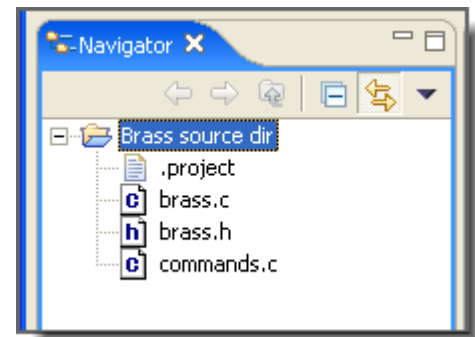 Navigator
Brass source dir
.project
brass.c
brass.h
commands.c